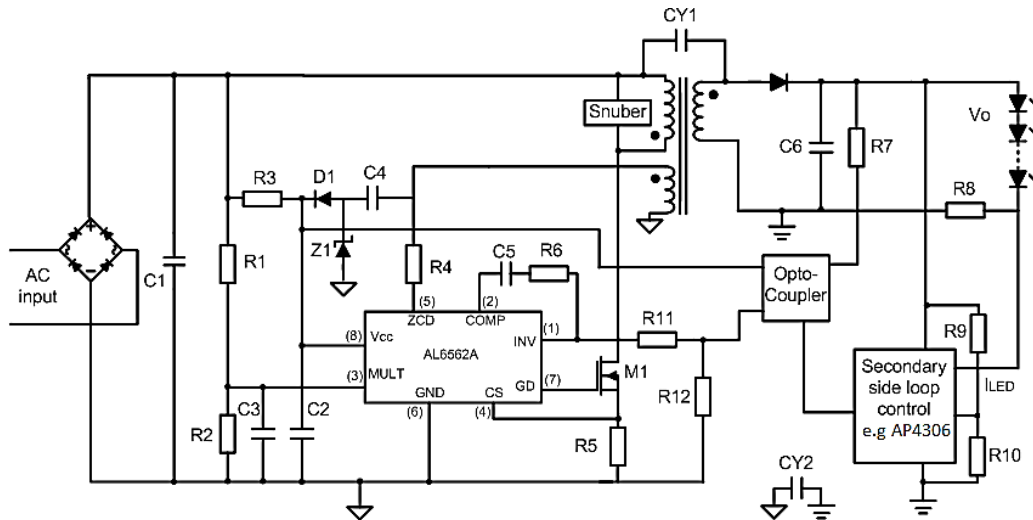 CY1
Snuber
Vo
C6
R7
R8
R3
D1
C4
Z1
R4
C5
R6
AC
input
C1
R1
(5)
(2)
ZCD
COMP
(1)
INV
(8)
Vcc
AL6562A
(3)
MULT
GND
CS
GD
(7)
(6)
(4)
R11
M1
R12
Opto-
Coupler
R9
Secondary
side loop
control
e.g AP4306
ILED
R2
C3
C2
R5
R10
CY2